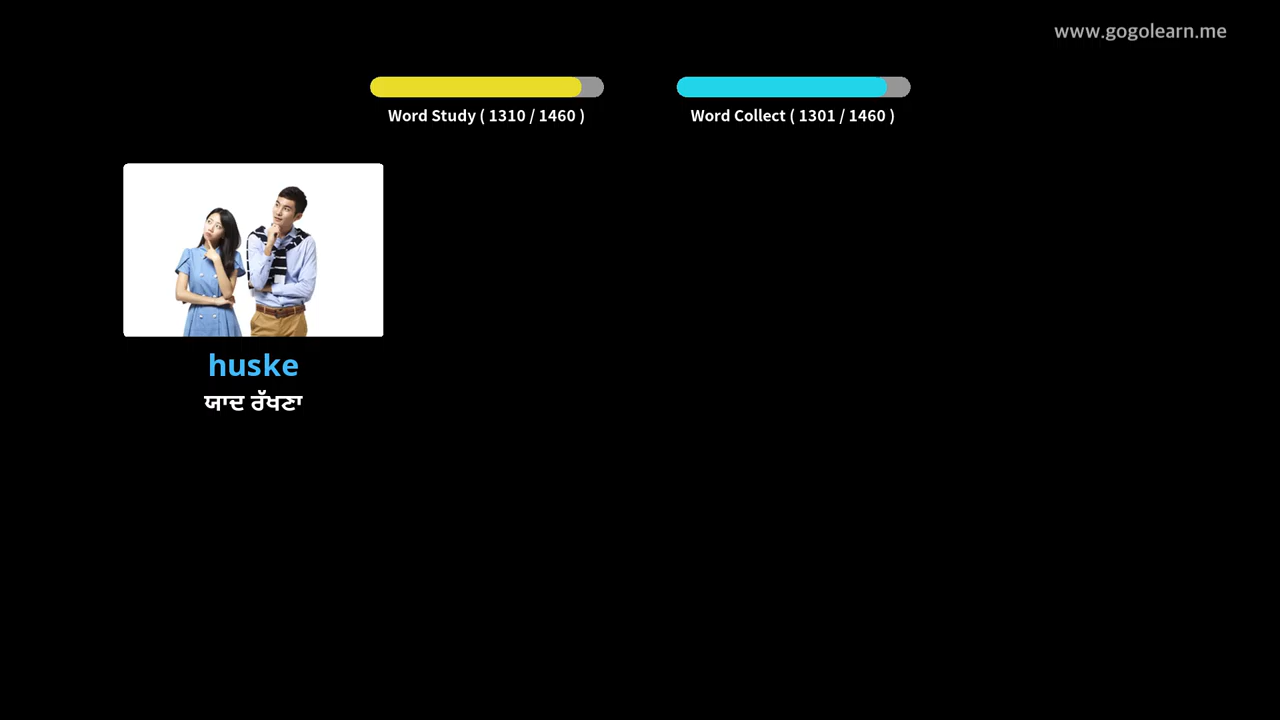 www.gogolearn.me
Word Study ( 1310 / 1460 )
Word Collect ( 1301 / 1460 )
huske
ਯਾਦ ਰੱਖਣਾ